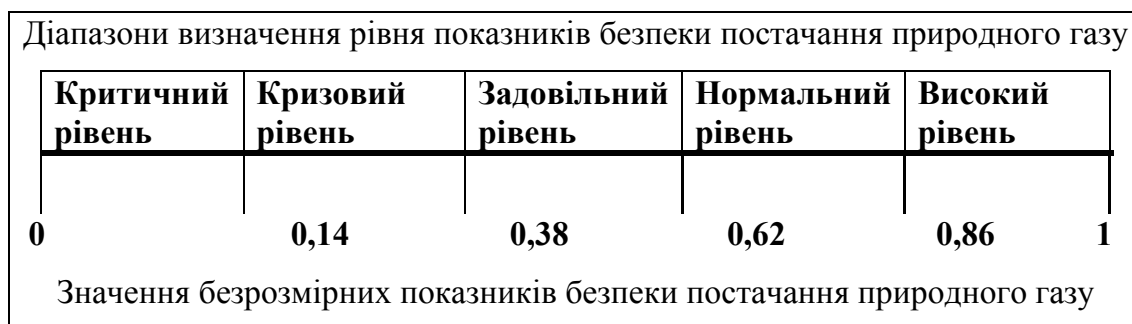 Діапазони визначення рівня показників безпеки постачання природного газу
Критичний рівень Кризовий рівень Задовільний рівень Нормальний рівень Високий рівень
0 0,14 0,38 0,62 0,86 1
Значення безрозмірних показників безпеки постачання природного газу